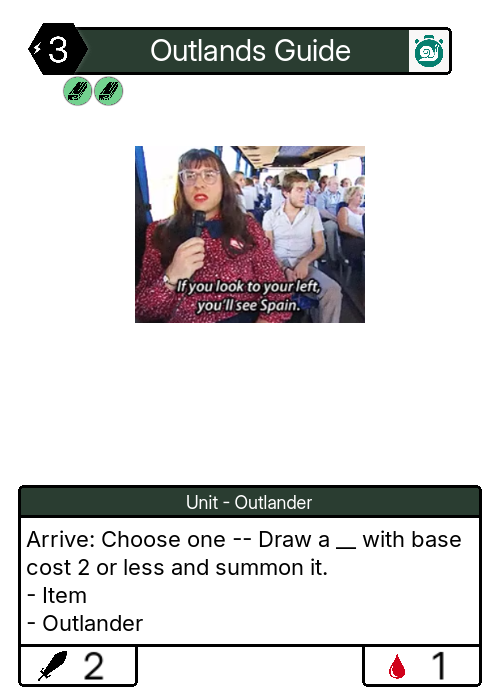 3
Outlands Guide
If you look to your left,
you'll see Spain.
Unit - Outlander
Arrive: Choose one -- Draw a __ with base
cost 2 or less and summon it.
- Item
- Outlander
2
1